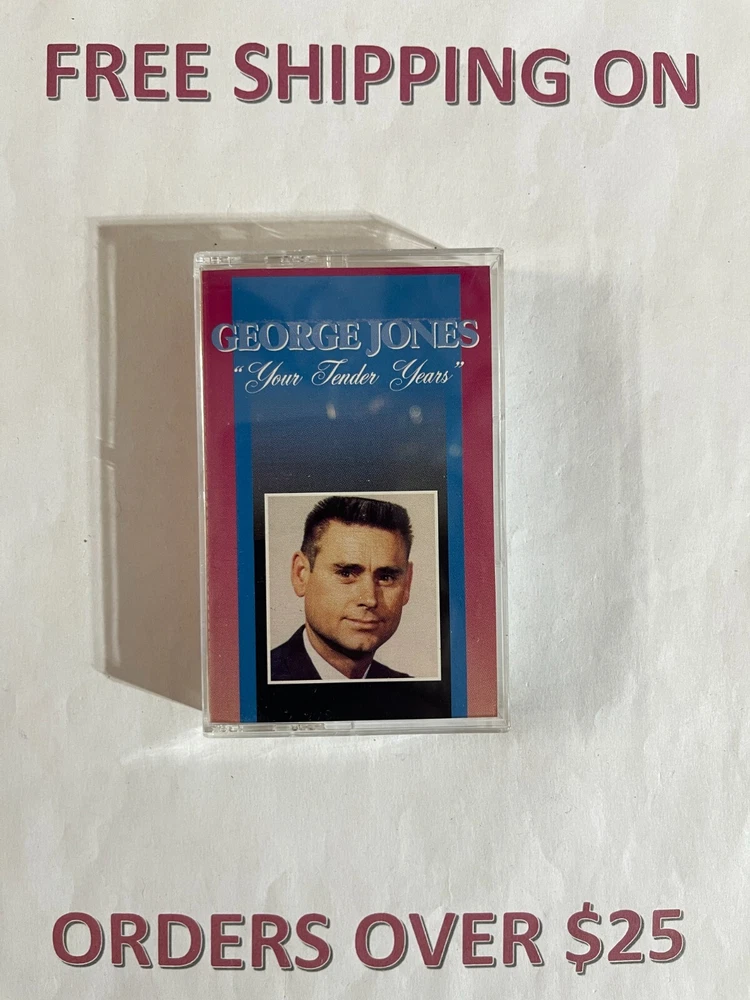 FREE SHIPPING ON
GEORGE JONES
“Your Tender Years”
ORDERS OVER $25